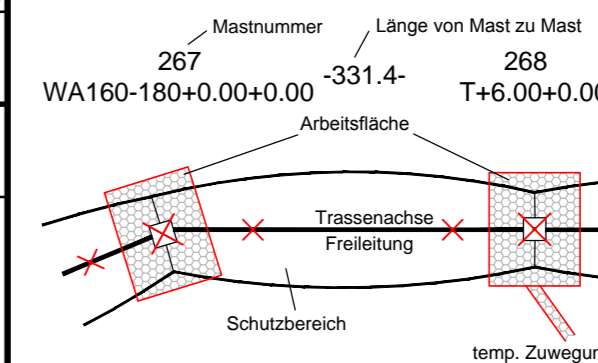 Mastnummer
Länge von Mast zu Mast
267
-331.4-
268
WA160-180+0.00+0.00
T+6.00+0.00
Arbeitsfläche
Trassenachse
Freileitung
Schutzbereich
temp.